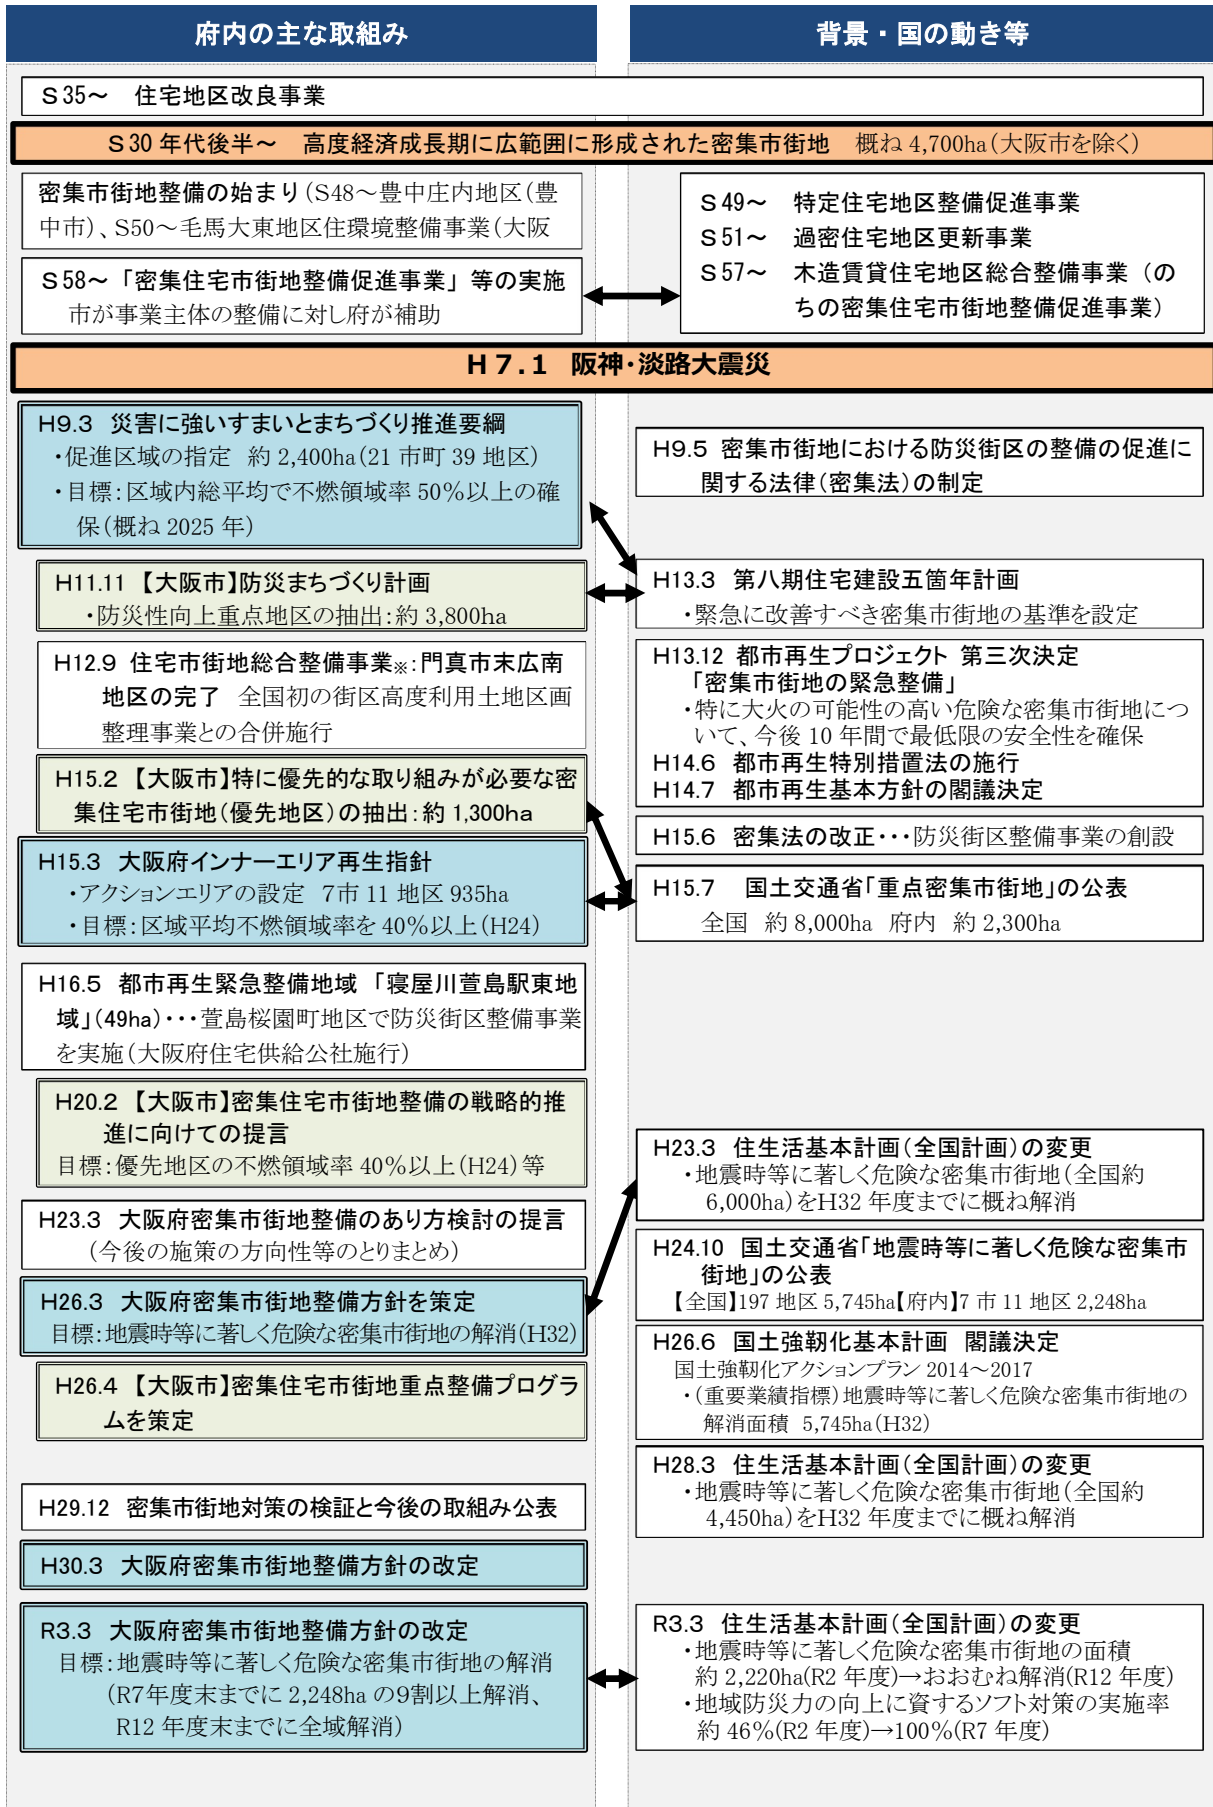 府内の主な取組み
背景・国の動き等
S35～ 住宅地区改良事業
S30年代後半～ 高度経済成長期に広範囲に形成された密集市街地 概ね4,700ha(大阪市を除く)
密集市街地整備の始まり(S48～豊中庄内地区(豊
中市)、S50～毛馬大東地区住環境整備事業(大阪
S58～「密集住宅市街地整備促進事業」等の実施
市が事業主体の整備に対し府が補助
S49～ 特定住宅地区整備促進事業
S51～ 過密住宅地区更新事業
S57～ 木造賃貸住宅地区総合整備事業（の
ちの密集住宅市街地整備促進事業）
H7.1 阪神・淡路大震災
H9.3 災害に強いすまいとまちづくり推進要綱
・促進区域の指定 約2,400ha(21市町39地区)
・目標：区域内総平均で不燃領域率50％以上の確
保(概ね2025年)
H11.11 【大阪市】防災まちづくり計画
・防災性向上重点地区の抽出：約3,800ha
H12.9 住宅市街地総合整備事業※：門真市末広南
地区の完了 全国初の街区高度利用土地区画
整理事業との合併施行
H15.2 【大阪市】特に優先的な取り組みが必要な密
集住宅市街地(優先地区)の抽出：約1,300ha
H15.3 大阪府インナーエリア再生指針
・アクションエリアの設定 7市11地区935ha
・目標：区域平均不燃領域率を40％以上(H24)
H16.5 都市再生緊急整備地域 「寝屋川萱島駅東地
域」(49ha)・・・萱島桜園町地区で防災街区整備事業
を実施(大阪府住宅供給公社施行)
H20.2 【大阪市】密集住宅市街地整備の戦略的推
進に向けての提言
目標：優先地区の不燃領域率40％以上(H24)等
H23.3 大阪府密集市街地整備のあり方検討の提言
(今後の施策の方向性等のとりまとめ)
H26.3 大阪府密集市街地整備方針を策定
目標：地震時等に著しく危険な密集市街地の解消(H32)
H26.4 【大阪市】密集住宅市街地重点整備プログラ
ムを策定
H29.12 密集市街地対策の検証と今後の取組み公表
H30.3 大阪府密集市街地整備方針の改定
R3.3 大阪府密集市街地整備方針の改定
目標：地震時等に著しく危険な密集市街地の解消
(R7年度末までに2,248haの9割以上解消、
R12年度末までに全域解消)
H9.5 密集市街地における防災街区の整備の促進に
関する法律(密集法)の制定
H13.3 第八期住宅建設五箇年計画
・緊急に改善すべき密集市街地の基準を設定
H13.12 都市再生プロジェクト 第三次決定
「密集市街地の緊急整備」
・特に大火の可能性の高い危険な密集市街地につ
いて、今後10年間で最低限の安全性を確保
H14.6 都市再生特別措置法の施行
H14.7 都市再生基本方針の閣議決定
H15.6 密集法の改正・・・防災街区整備事業の創設
H15.7 国土交通省「重点密集市街地」の公表
全国 約8,000ha 府内 約2,300ha
H23.3 住生活基本計画(全国計画)の変更
・地震時等に著しく危険な密集市街地(全国約
6,000ha)をH32年度までに概ね解消
H24.10 国土交通省「地震時等に著しく危険な密集市
街地」の公表
【全国】197地区5,745ha【府内】7市11地区2,248ha
H26.6 国土強靭化基本計画 閣議決定
国土強靭化アクションプラン2014～2017
・(重要業績指標)地震時等に著しく危険な密集市街地の
解消面積 5,745ha(H32)
H28.3 住生活基本計画(全国計画)の変更
・地震時等に著しく危険な密集市街地(全国約
4,450ha)をH32年度までに概ね解消
R3.3 住生活基本計画(全国計画)の変更
・地震時等に著しく危険な密集市街地の面積
約2,220ha(R2年度)→おおむね解消(R12年度)
・地域防災力の向上に資するソフト対策の実施率
約46％(R2年度)→100％(R7年度)